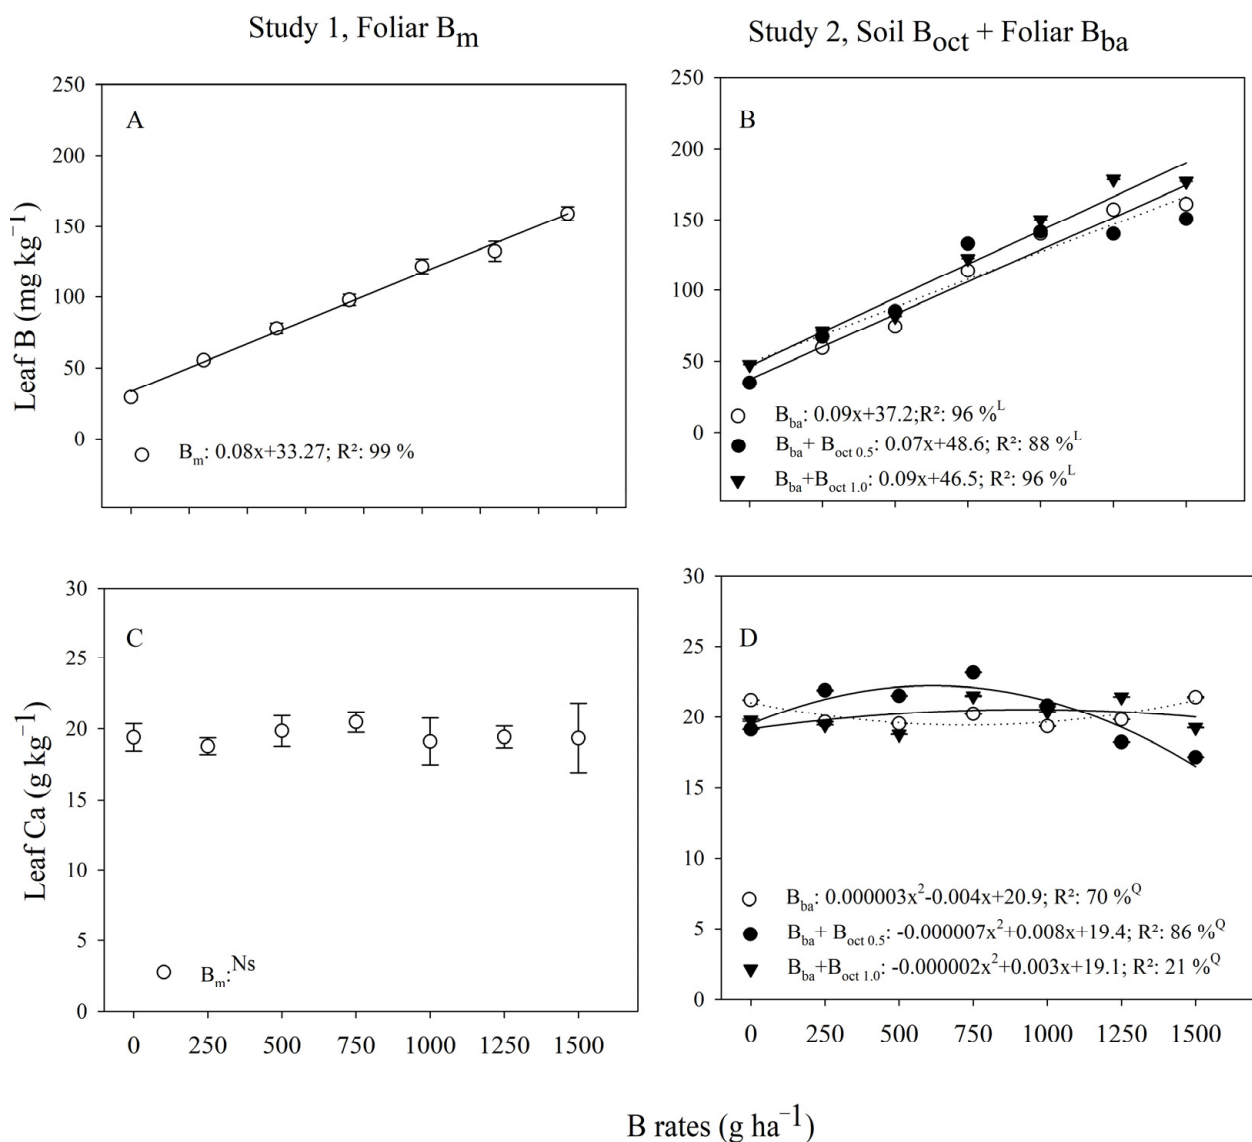 Study 1, Foliar Bm
Study 2, Soil Boct + Foliar Bba
Leaf B (mg kg⁻¹)
250
200
150
100
50
0
A
Bm: 0.08x+33.27; R²: 99 %
250
200
150
100
50
0
B
Bba: 0.09x+37.2;R²: 96 %L
Bba+ Boct 0.5: 0.07x+48.6; R²: 88 %L
Bba+Boct 1.0: 0.09x+46.5; R²: 96 %L
Leaf Ca (g kg⁻¹)
30
25
20
15
10
5
0
C
Bm:Ns
0 250 500 750 1000 1250 1500
30
25
20
15
10
5
0
D
Bba: 0.000003x²-0.004x+20.9; R²: 70 %Q
Bba+ Boct 0.5: -0.000007x²+0.008x+19.4; R²: 86 %Q
Bba+Boct 1.0: -0.000002x²+0.003x+19.1; R²: 21 %Q
0 250 500 750 1000 1250 1500
B rates (g ha⁻¹)